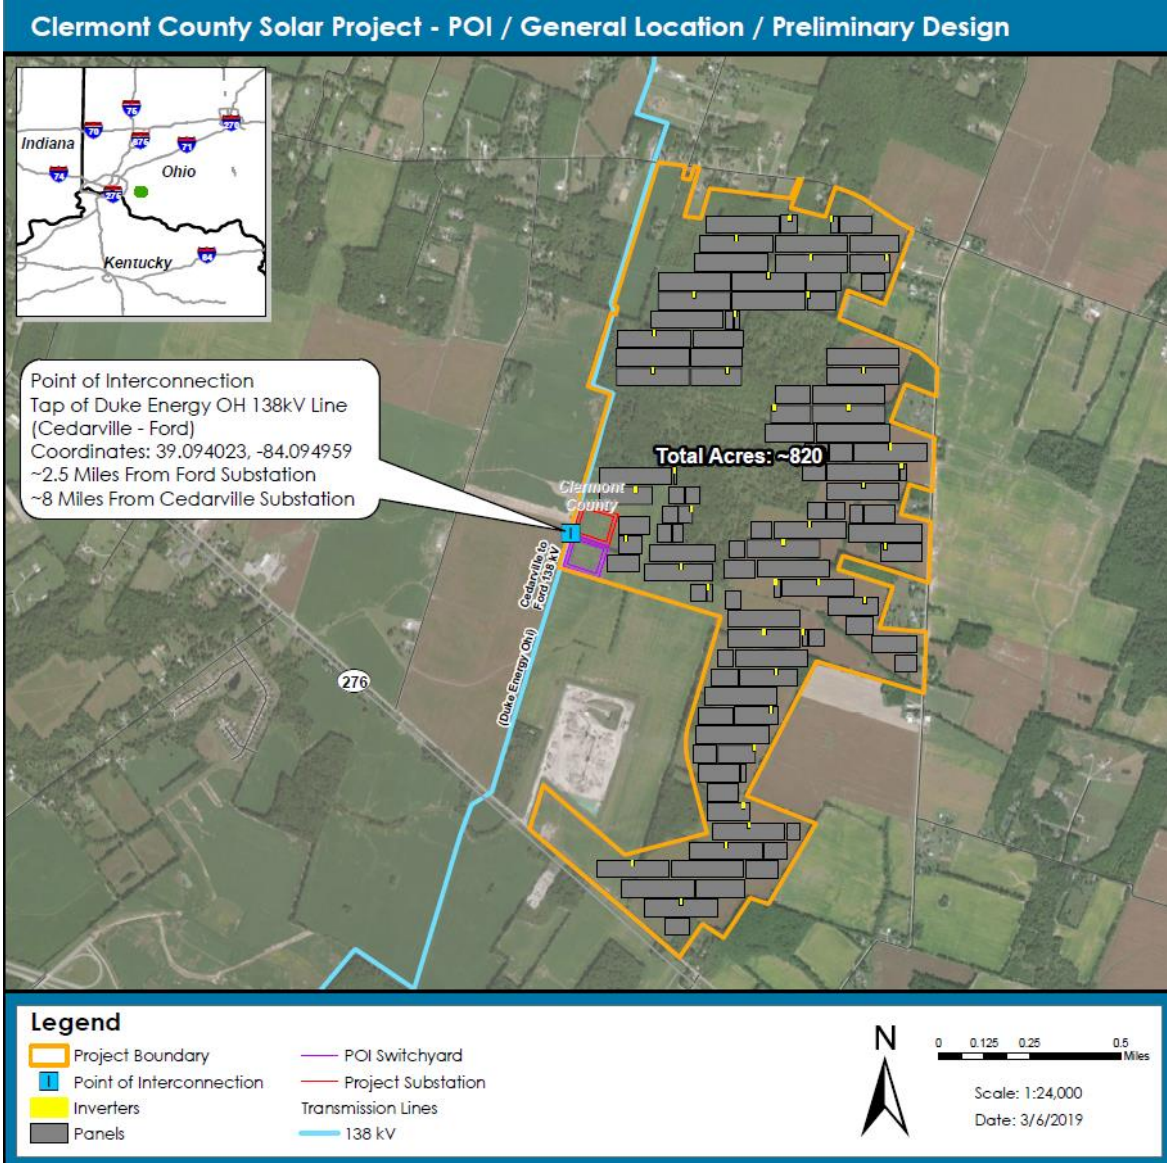 Clermont County Solar Project - POI / General Location / Preliminary Design
76
70
270
Indiana
675
71
Ohio
74
275
Kentucky
64
Point of Interconnection
Tap of Duke Energy OH 138kV Line
(Cedarville - Ford)
Coordinates: 39.094023, -84.094959
~2.5 Miles From Ford Substation
~8 Miles From Cedarville Substation
Total Acres: ~820
Clermont
County
I
Cedarville to
Ford 138 kV
(Duke Energy Ohi)
276
Legend
Project Boundary
I Point of Interconnection
Inverters
Panels
POI Switchyard
Project Substation
Transmission Lines
138 kV
N
0 0.125 0.25 0.5
Miles
Scale: 1:24,000
Date: 3/6/2019